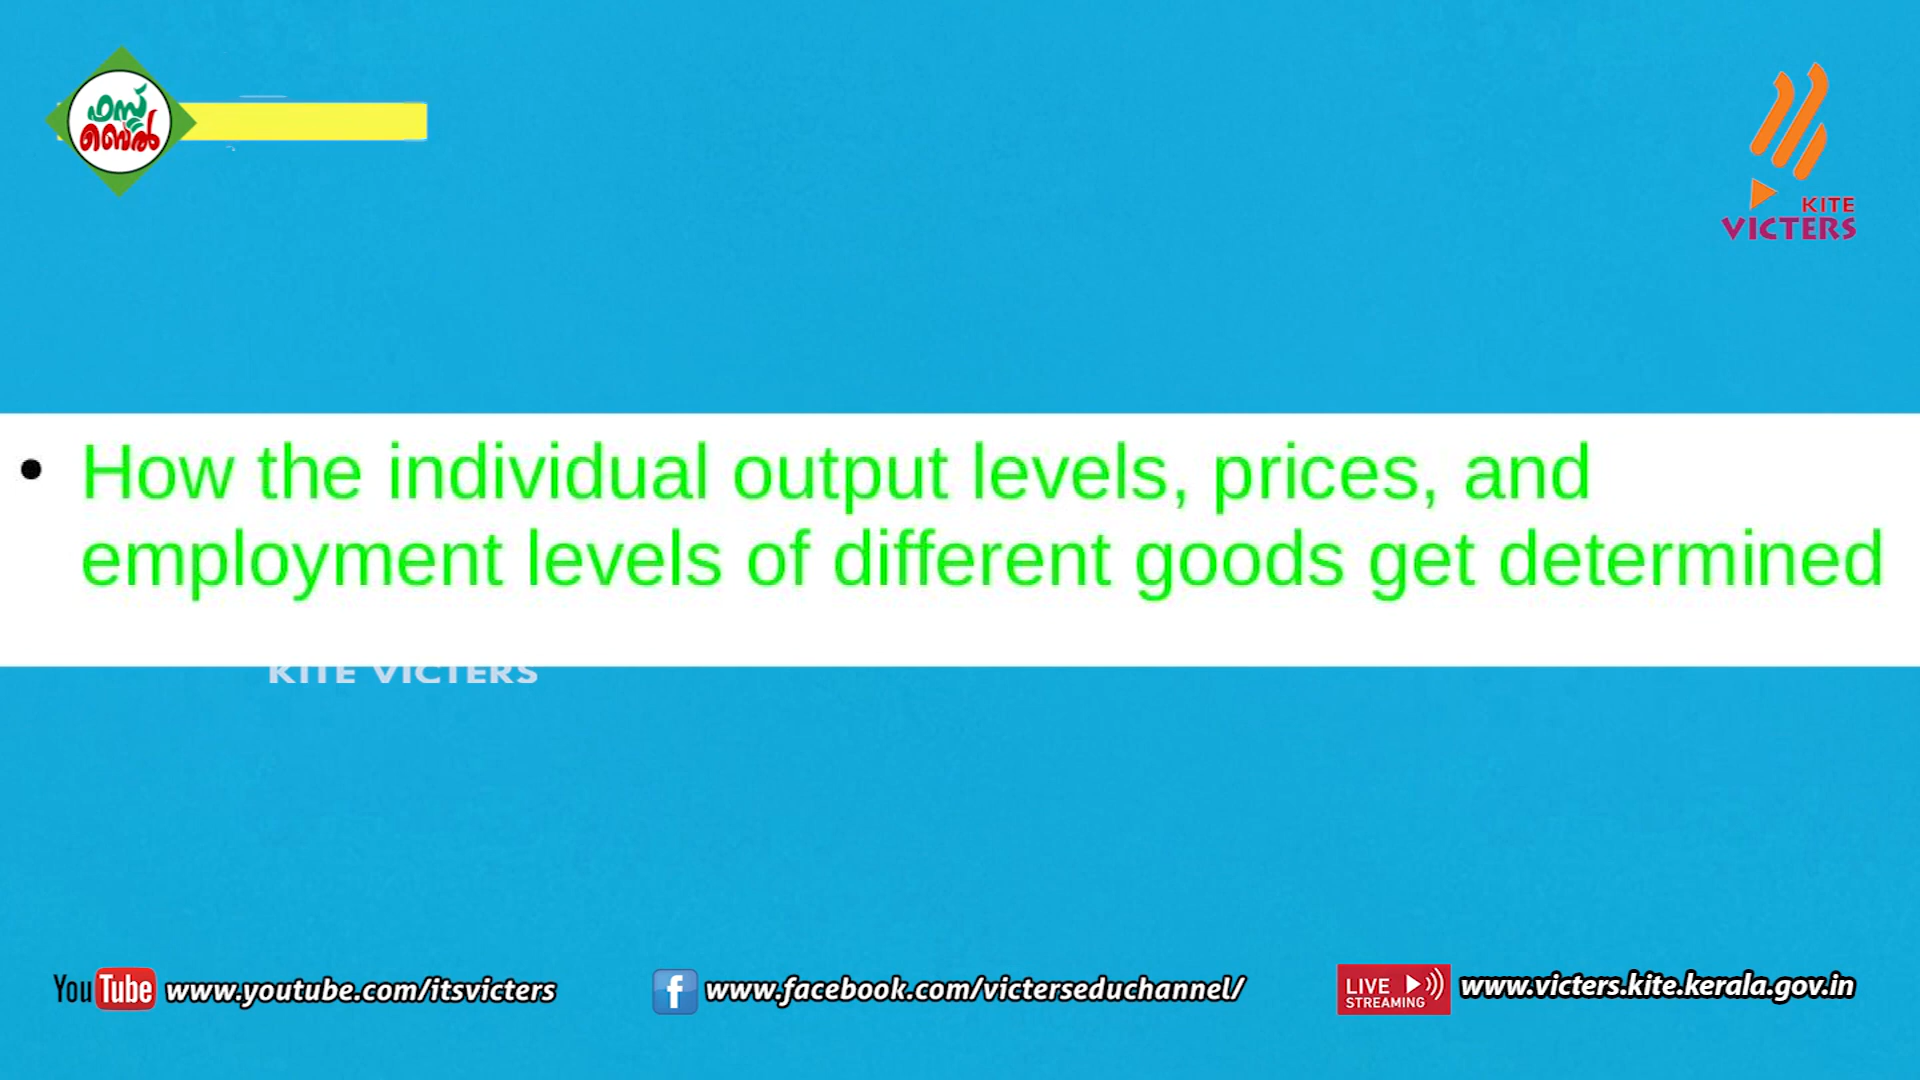 ഫസ്റ്റ്
ബെൽ
KITE
VICTERS
• How the individual output levels, prices, and
employment levels of different goods get determined
KITE VICTERS
YouTube www.youtube.com/itsvicters
f www.facebook.com/victerseduchannel/
LIVE
STREAMING
www.victers.kite.kerala.gov.in